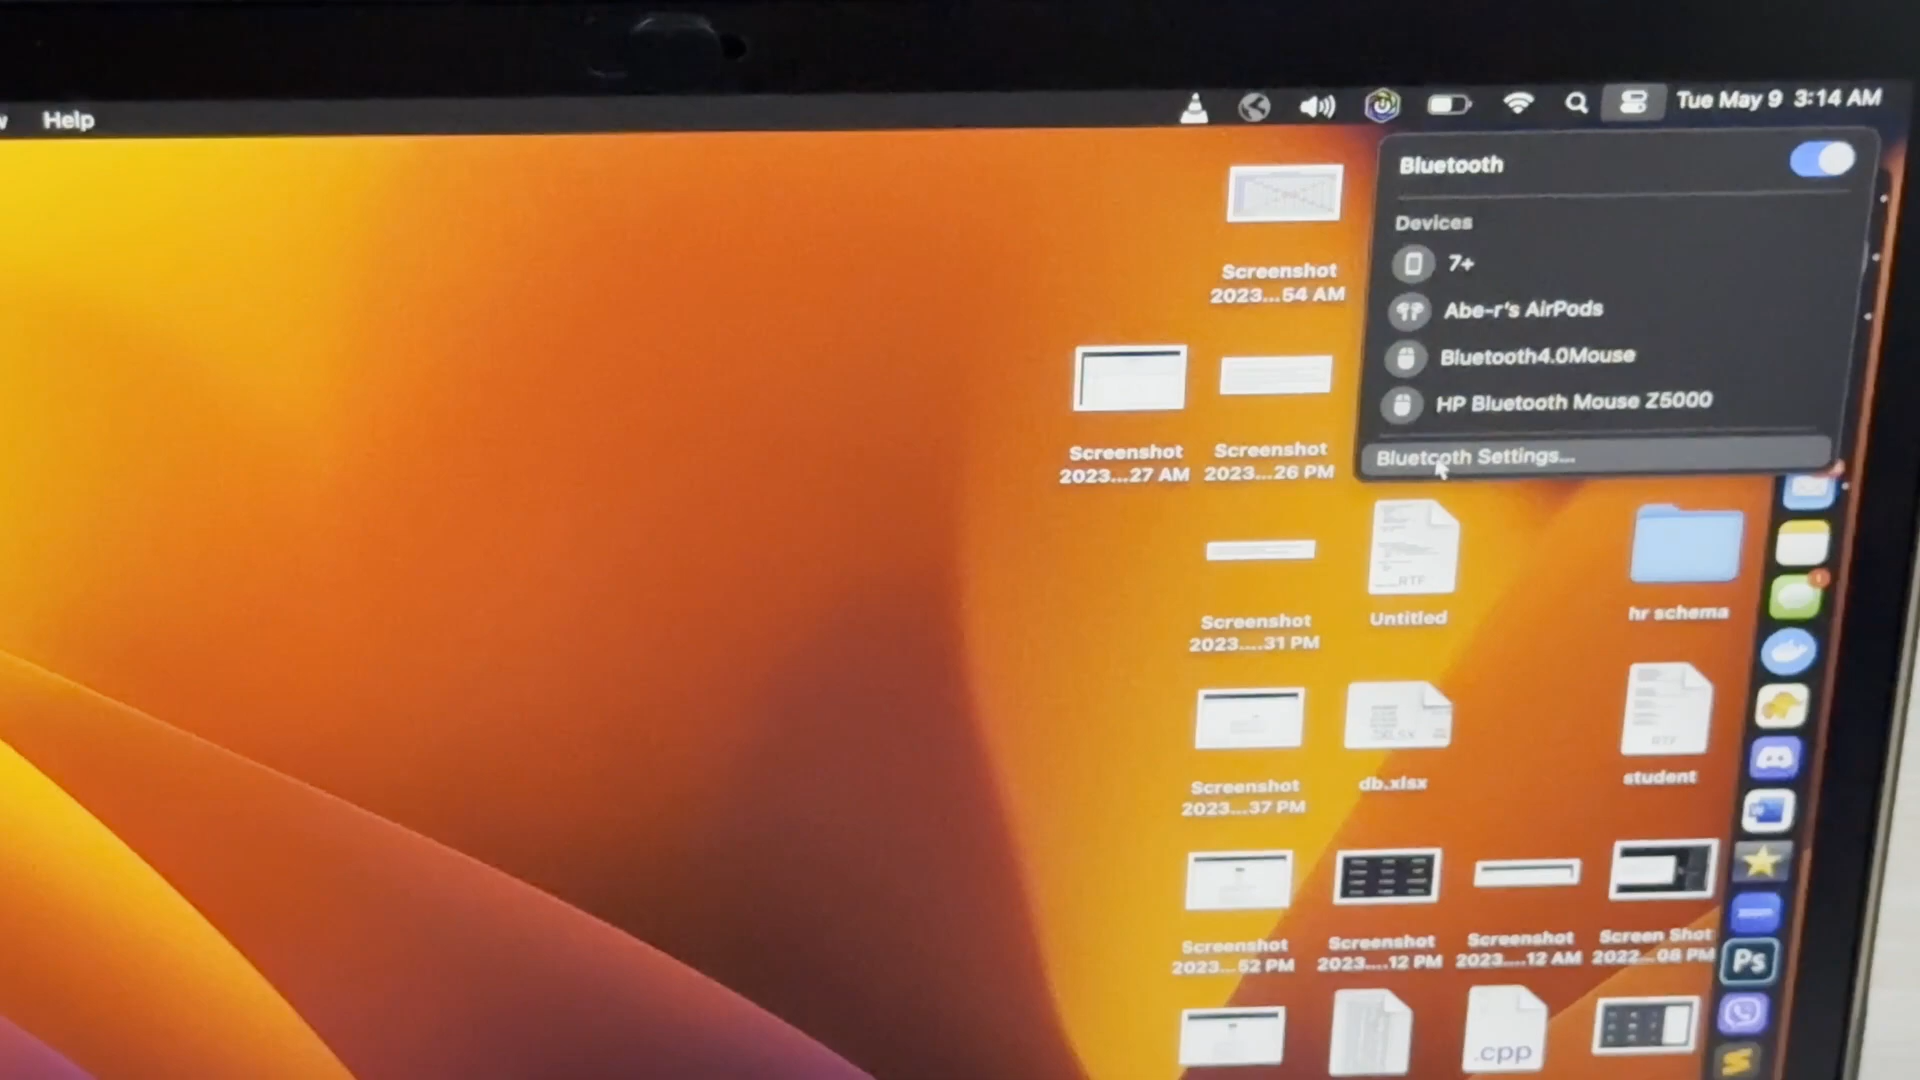 Help
Tue May 9 3:14 AM
Bluetooth
Devices
7+
Abe-r's AirPods
Bluetooth4.0Mouse
HP Bluetooth Mouse Z5000
Bluetooth Settings...
Screenshot
2023...54 AM
Screenshot
2023...27 AM
Screenshot
2023...26 PM
RTF
Untitled
hr schema
Screenshot
2023....31 PM
RTF
student
db.xlsx
Screenshot
2023...37 PM
Screenshot
2023...52 PM
Screenshot
2023....12 PM
Screenshot
2023....12 AM
Screen Shot
2022...08 PM
W
zoom
Ps
.cpp